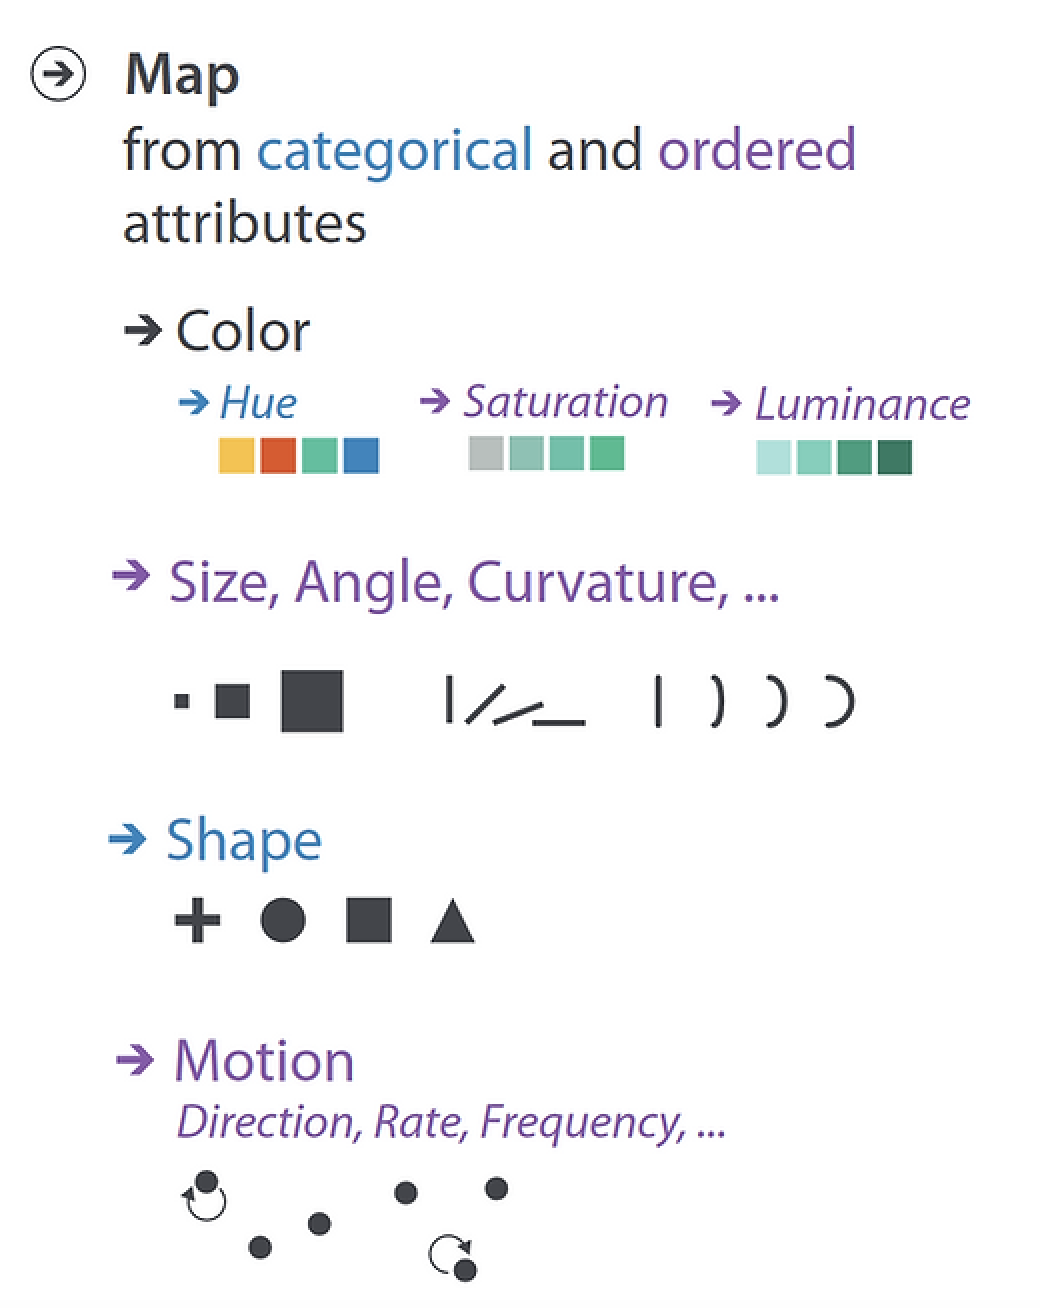 Map
from categorical and ordered
attributes
Color
Hue
Saturation
Luminance
Size, Angle, Curvature, ...
Shape
Motion
Direction, Rate, Frequency, ...